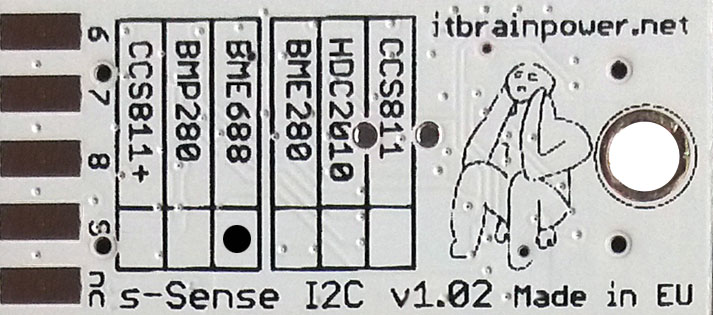 itbrainpower.net
6
7
8
S
nc
CCS811+
BMP280
BME688
BME280
HDC2010
CCS811
s-Sense I2C v1.02 Made in EU